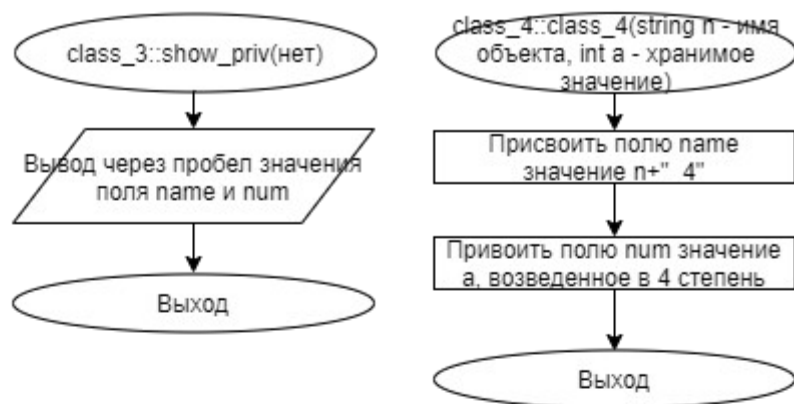 class_3::show_priv(нет)
Вывод через пробел значения
поля name и num
Выход
class_4::class_4(string n - имя
объекта, int a - хранимое
значение)
Присвоить полю name
значение n+"_4"
Привоить полю num значение
a, возведенное в 4 степень
Выход